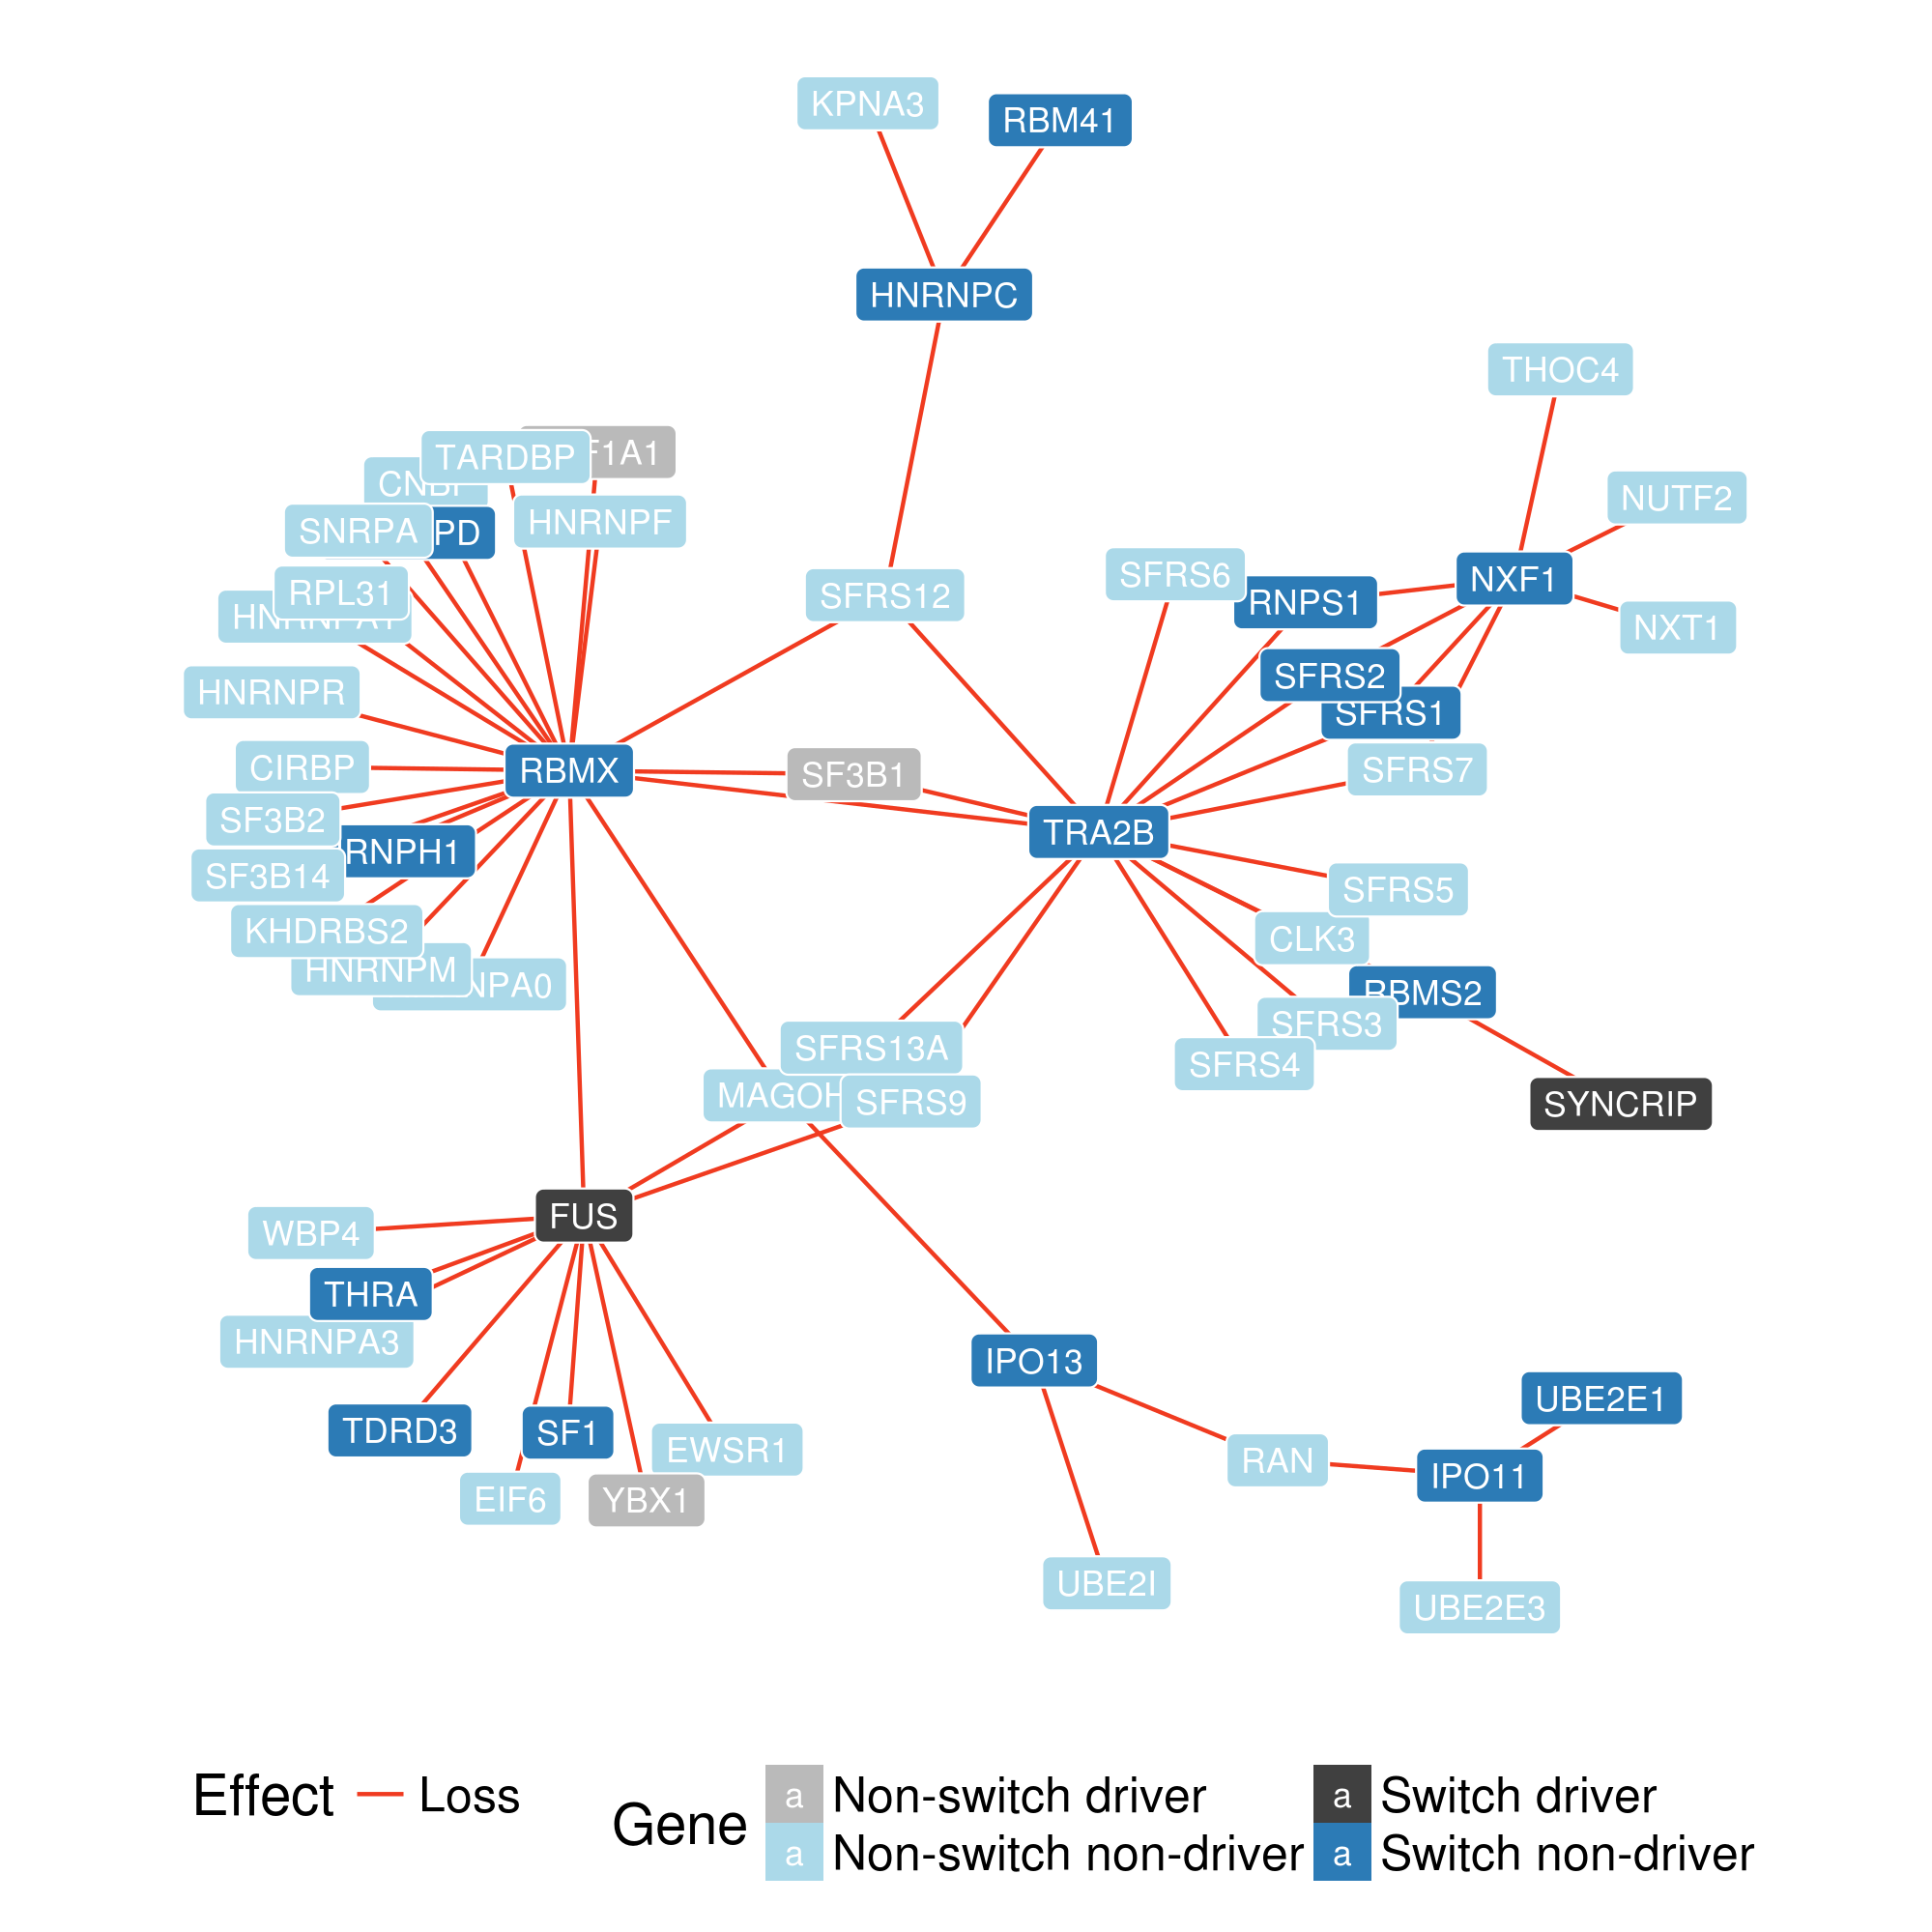 KPNA3
RBM41
HNRNPC
THOC4
TARDBP
F1A1
NUTF2
SNRPA
PD
HNRNPF
SFRS6
NXF1
RPL31
SFRS12
RNPS1
NXT1
SFRS2
HNRNPR
SFRS1
CIRBP
RBMX
SF3B1
SFRS7
SF3B2
TRA2B
RNPH1
SF3B14
SFRS5
KHDRBS2
CLK3
HNRNPM
NPA0
RBMS2
SFRS3
SFRS13A
SFRS4
MAGOH
SFRS9
SYNCRIP
FUS
WBP4
THRA
HNRNPA3
IPO13
UBE2E1
TDRD3
SF1
EWSR1
RAN
IPO11
EIF6
YBX1
UBE2I
UBE2E3
Effect
Loss
Gene
a Non-switch driver
a Switch driver
a Non-switch non-driver
a Switch non-driver